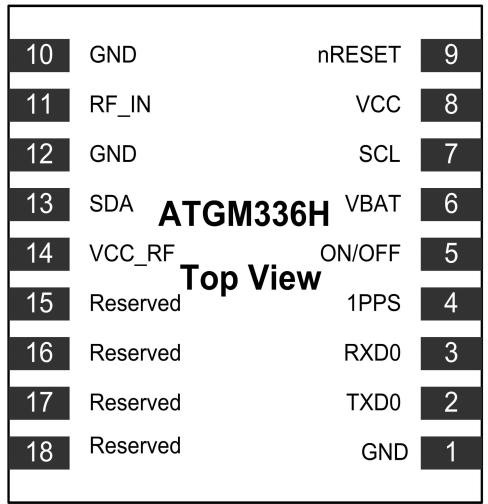 10 GND nRESET 9
11 RF_IN VCC 8
12 GND SCL 7
13 SDA ATGM336H VBAT 6
14 VCC_RF ON/OFF 5
Top View
15 Reserved 1PPS 4
16 Reserved RXD0 3
17 Reserved TXD0 2
18 Reserved GND 1